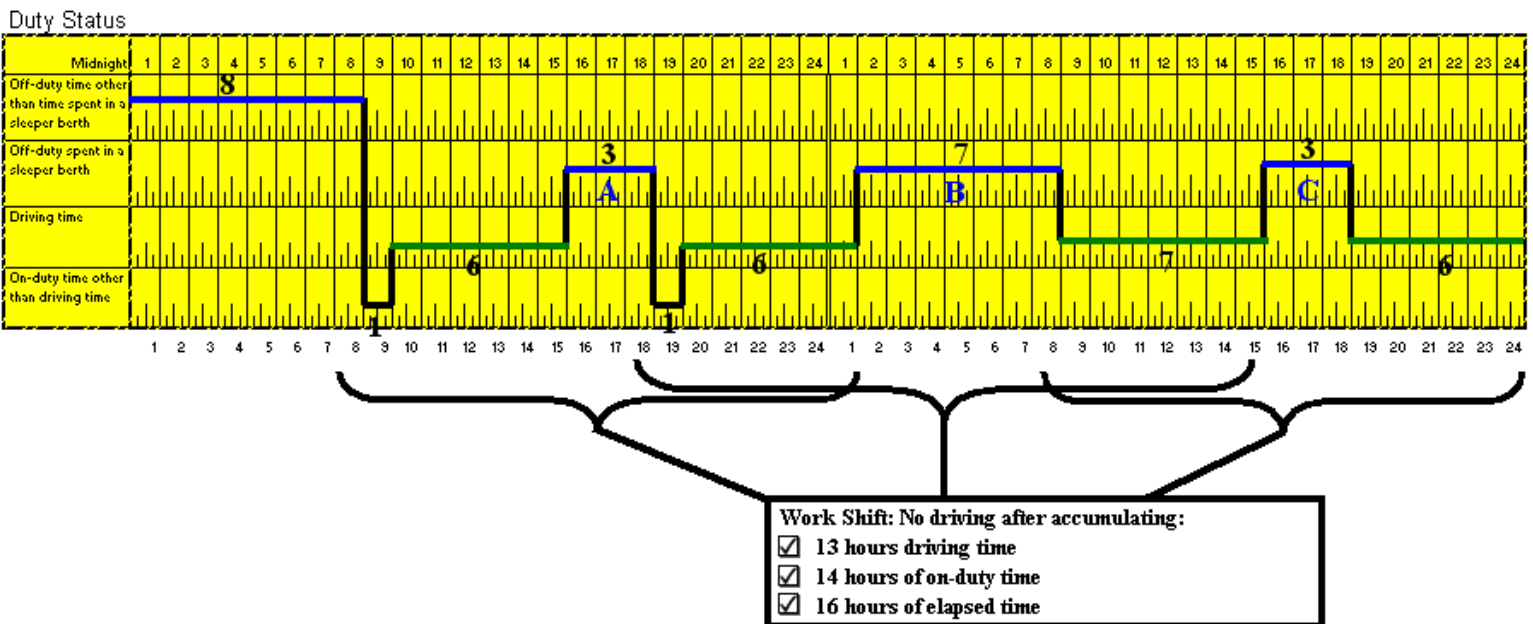 Duty Status
Midnight 1 2 3 4 5 6 7 8 9 10 11 12 13 14 15 16 17 18 19 20 21 22 23 24 1 2 3 4 5 6 7 8 9 10 11 12 13 14 15 16 17 18 19 20 21 22 23 24
Off-duty time other
than time spent in a
sleeper berth
8
Off-duty spent in a
sleeper berth
3 7 3
A B C
Driving time
6 6 7 6
On-duty time other
than driving time
1 1
1 2 3 4 5 6 7 8 9 10 11 12 13 14 15 16 17 18 19 20 21 22 23 24 1 2 3 4 5 6 7 8 9 10 11 12 13 14 15 16 17 18 19 20 21 22 23 24
Work Shift: No driving after accumulating:
13 hours driving time
14 hours of on-duty time
16 hours of elapsed time